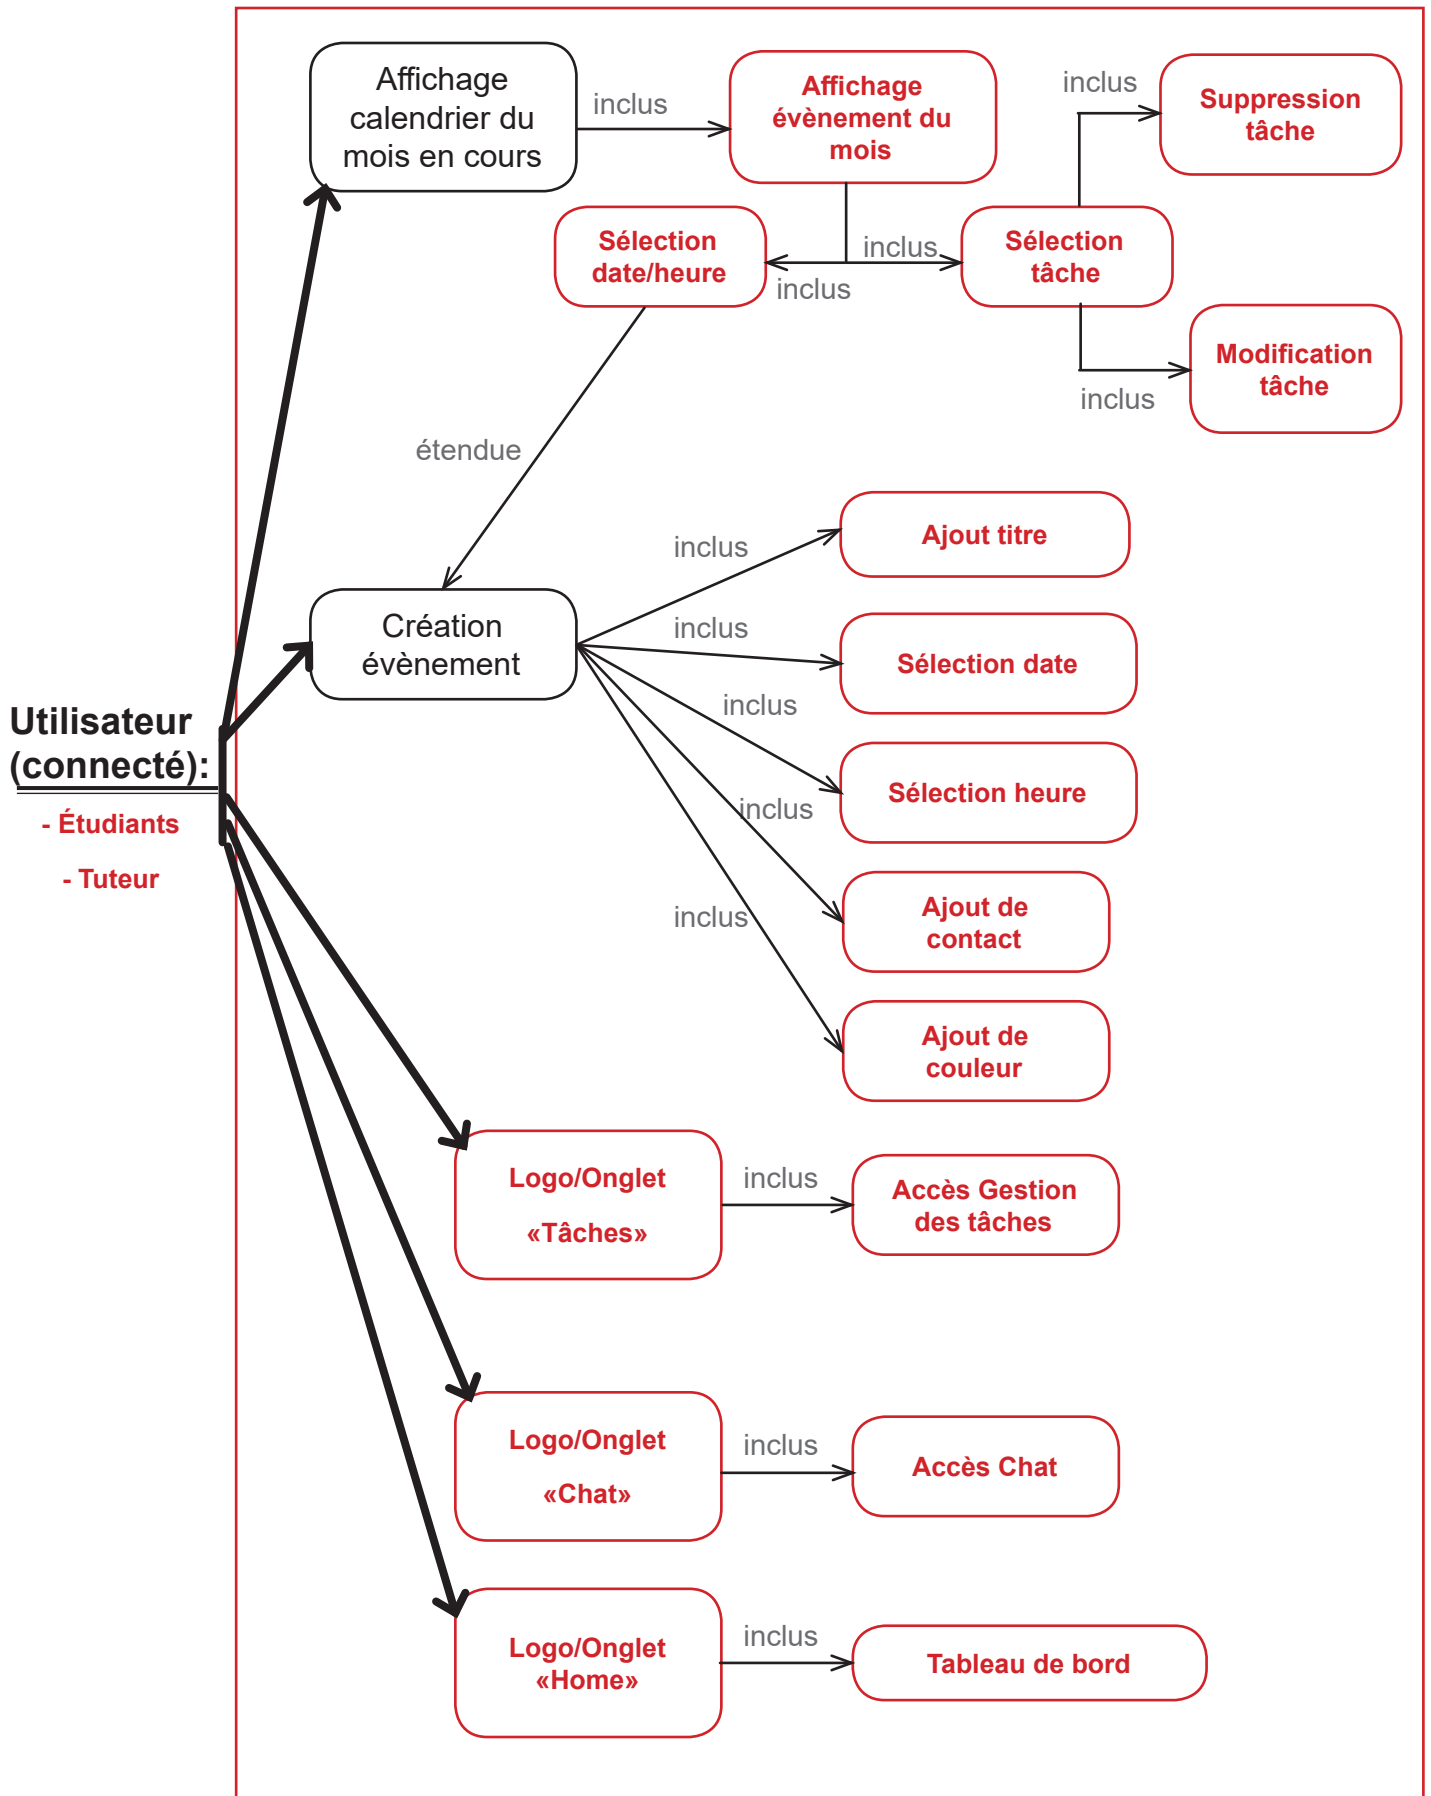 Affichage
calendrier du
mois en cours
inclus
Affichage
évènement du
mois
inclus
Suppression
tâche
Sélection
date/heure
inclus
inclus
Sélection
tâche
Modification
tâche
inclus
étendue
Création
évènement
inclus
Ajout titre
inclus
Sélection date
inclus
Sélection heure
inclus
Ajout de
contact
inclus
Ajout de
couleur
Utilisateur
(connecté):
- Étudiants
- Tuteur
Logo/Onglet
«Tâches»
inclus
Accès Gestion
des tâches
Logo/Onglet
«Chat»
inclus
Accès Chat
Logo/Onglet
«Home»
inclus
Tableau de bord